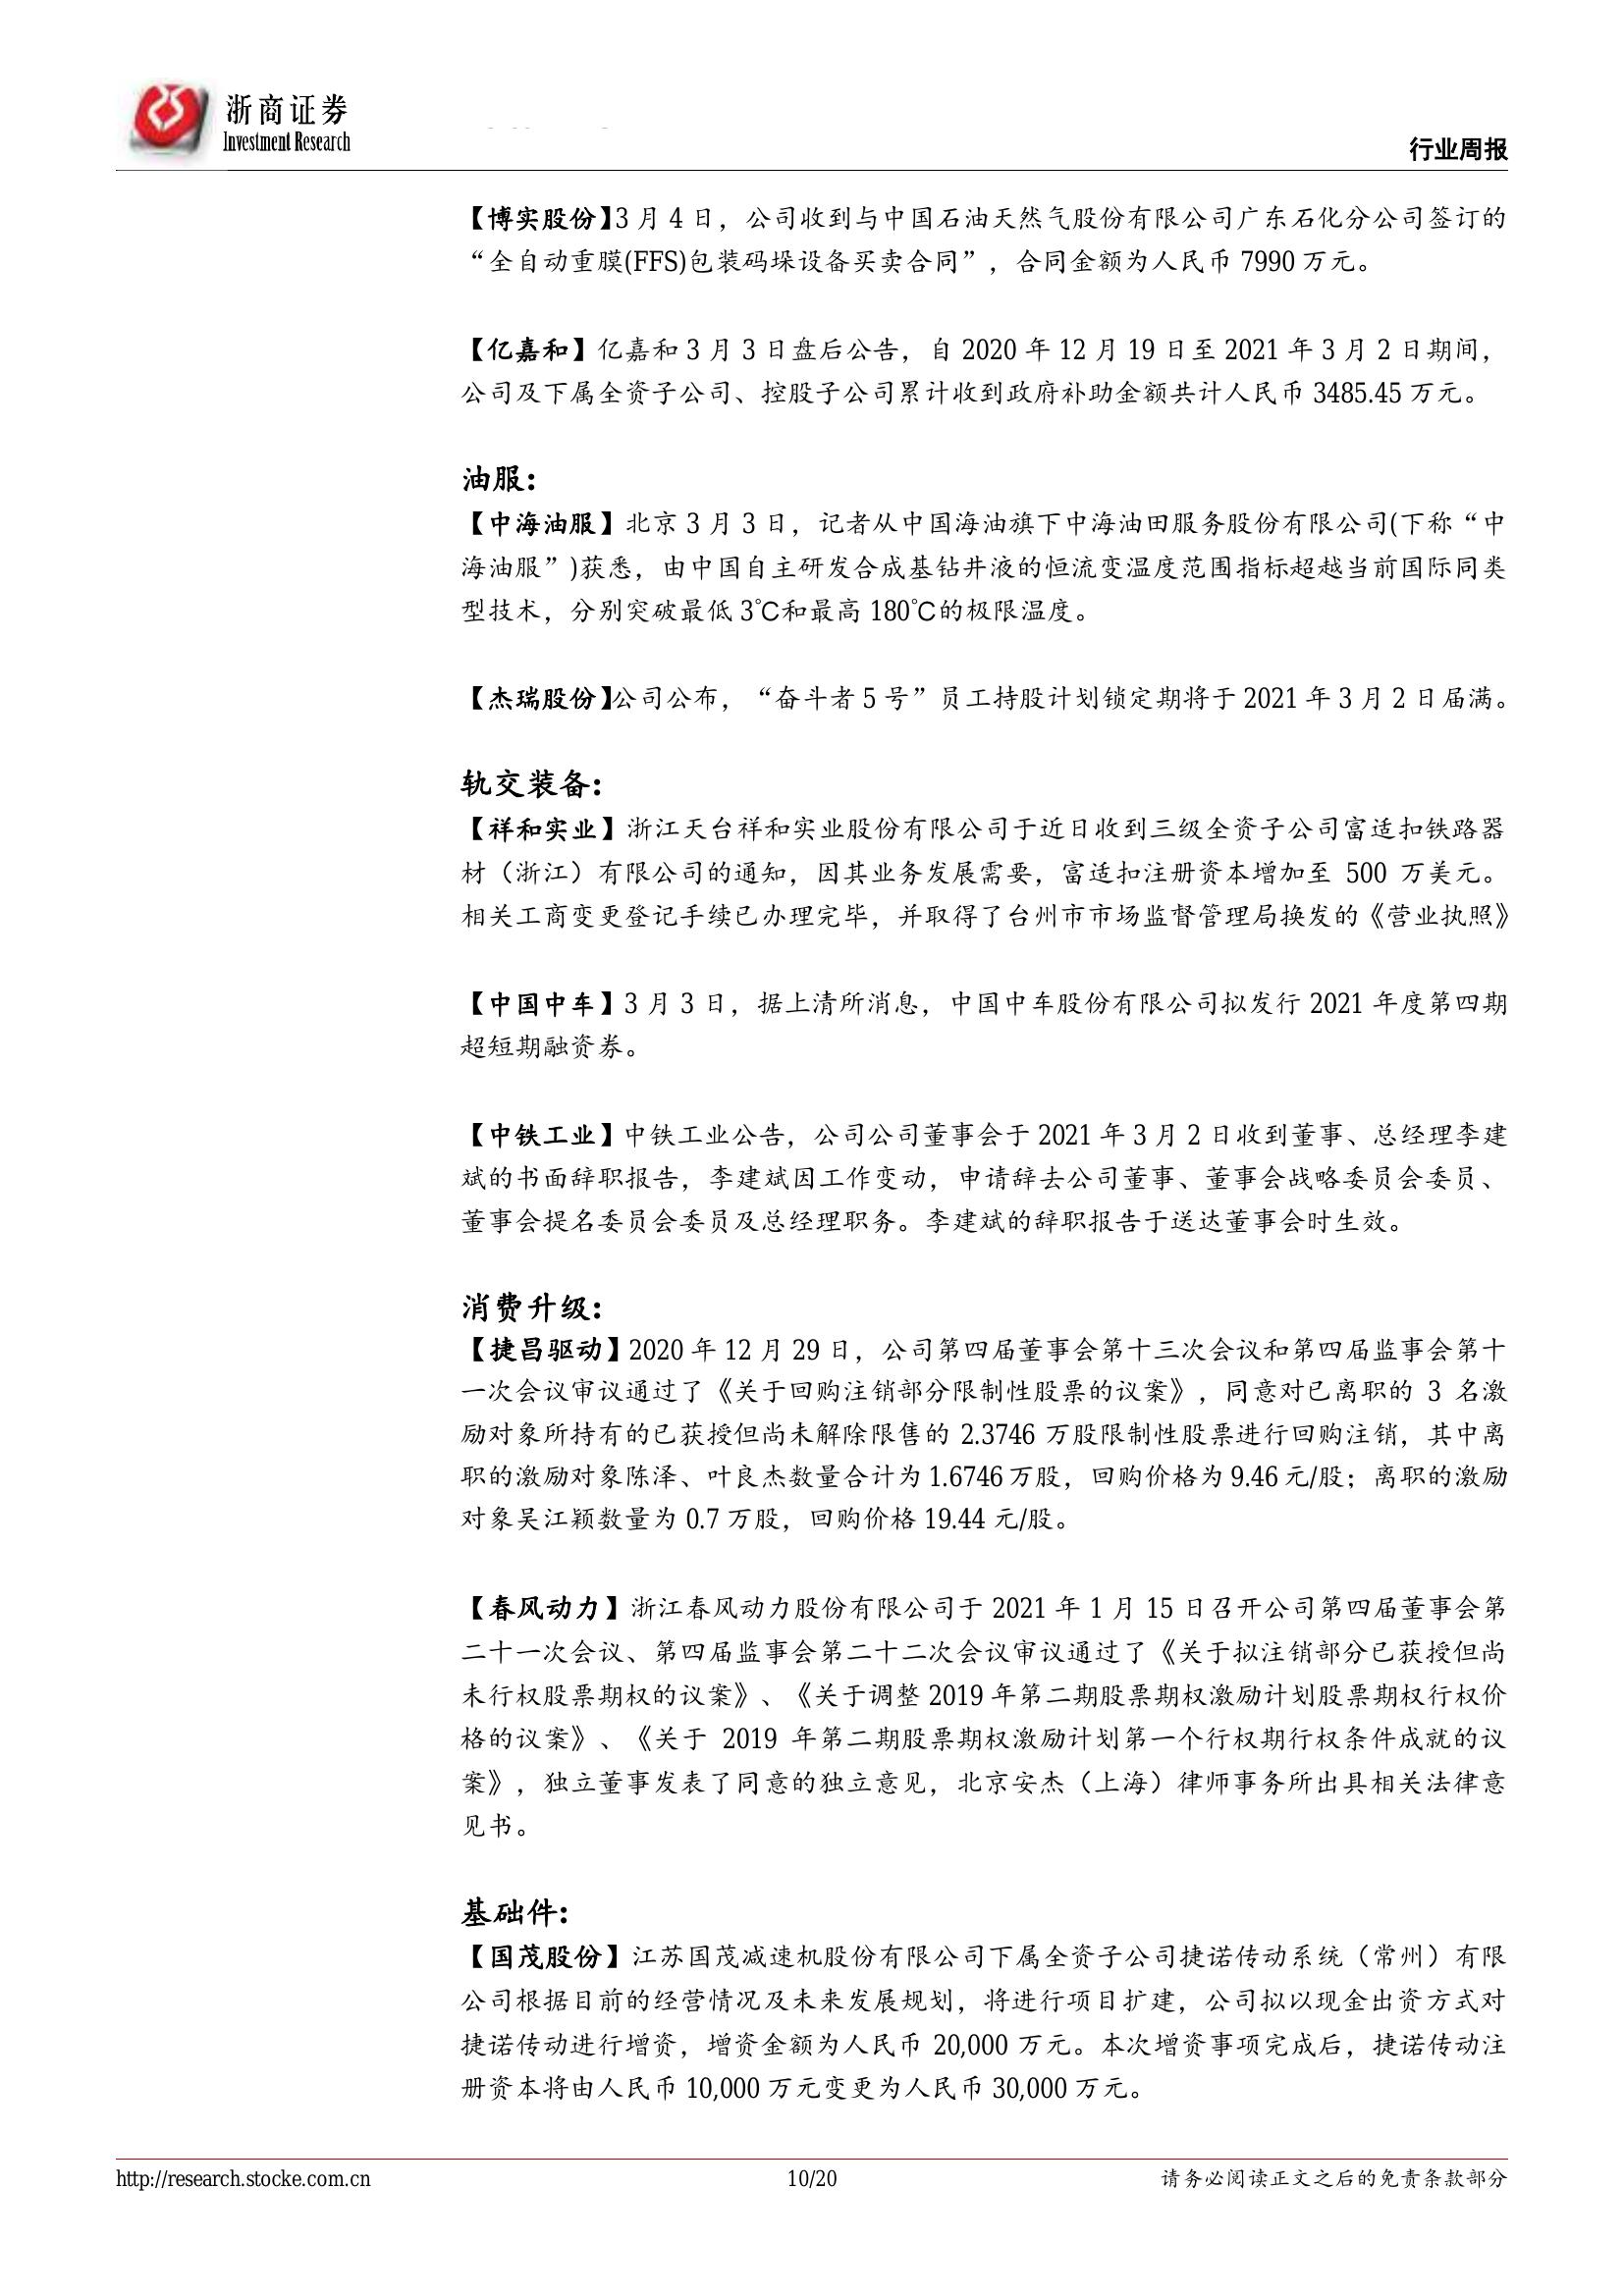 浙商证券
Investment Research
行业周报
【博实股份】3 月 4 日，公司收到与中国石油天然气股份有限公司广东石化分公司签订的
“全自动重膜(FFS)包装码垛设备买卖合同”，合同金额为人民币 7990 万元。
【亿嘉和】亿嘉和 3 月 3 日盘后公告，自 2020 年 12 月 19 日至 2021 年 3 月 2 日期间，
公司及下属全资子公司、控股子公司累计收到政府补助金额共计人民币 3485.45 万元。
油服：
【中海油服】北京 3 月 3 日，记者从中国海油旗下中海油田服务股份有限公司(下称“中
海油服”)获悉，由中国自主研发合成基钻井液的恒流变温度范围指标超越当前国际同类
型技术，分别突破最低 3℃和最高 180℃的极限温度。
【杰瑞股份】公司公布，“奋斗者 5 号”员工持股计划锁定期将于 2021 年 3 月 2 日届满。
轨交装备：
【祥和实业】浙江天台祥和实业股份有限公司于近日收到三级全资子公司富适扣铁路器
材（浙江）有限公司的通知，因其业务发展需要，富适扣注册资本增加至 500 万美元。
相关工商变更登记手续已办理完毕，并取得了台州市市场监督管理局换发的《营业执照》
【中国中车】3 月 3 日，据上清所消息，中国中车股份有限公司拟发行 2021 年度第四期
超短期融资券。
【中铁工业】中铁工业公告，公司公司董事会于 2021 年 3 月 2 日收到董事、总经理李建
斌的书面辞职报告，李建斌因工作变动，申请辞去公司董事、董事会战略委员会委员、
董事会提名委员会委员及总经理职务。李建斌的辞职报告于送达董事会时生效。
消费升级：
【捷昌驱动】2020 年 12 月 29 日，公司第四届董事会第十三次会议和第四届监事会第十
一次会议审议通过了《关于回购注销部分限制性股票的议案》，同意对已离职的 3 名激
励对象所持有的已获授但尚未解除限售的 2.3746 万股限制性股票进行回购注销，其中离
职的激励对象陈泽、叶良杰数量合计为 1.6746 万股，回购价格为 9.46 元/股；离职的激励
对象吴江颖数量为 0.7 万股，回购价格 19.44 元/股。
【春风动力】浙江春风动力股份有限公司于 2021 年 1 月 15 日召开公司第四届董事会第
二十一次会议、第四届监事会第二十二次会议审议通过了《关于拟注销部分已获授但尚
未行权股票期权的议案》、《关于调整 2019 年第二期股票期权激励计划股票期权行权价
格的议案》、《关于 2019 年第二期股票期权激励计划第一个行权期行权条件成就的议
案》，独立董事发表了同意的独立意见，北京安杰（上海）律师事务所出具相关法律意
见书。
基础件：
【国茂股份】江苏国茂减速机股份有限公司下属全资子公司捷诺传动系统（常州）有限
公司根据目前的经营情况及未来发展规划，将进行项目扩建，公司拟以现金出资方式对
捷诺传动进行增资，增资金额为人民币 20,000 万元。本次增资事项完成后，捷诺传动注
册资本将由人民币 10,000 万元变更为人民币 30,000 万元。
http://research.stocke.com.cn
10/20
请务必阅读正文之后的免责条款部分